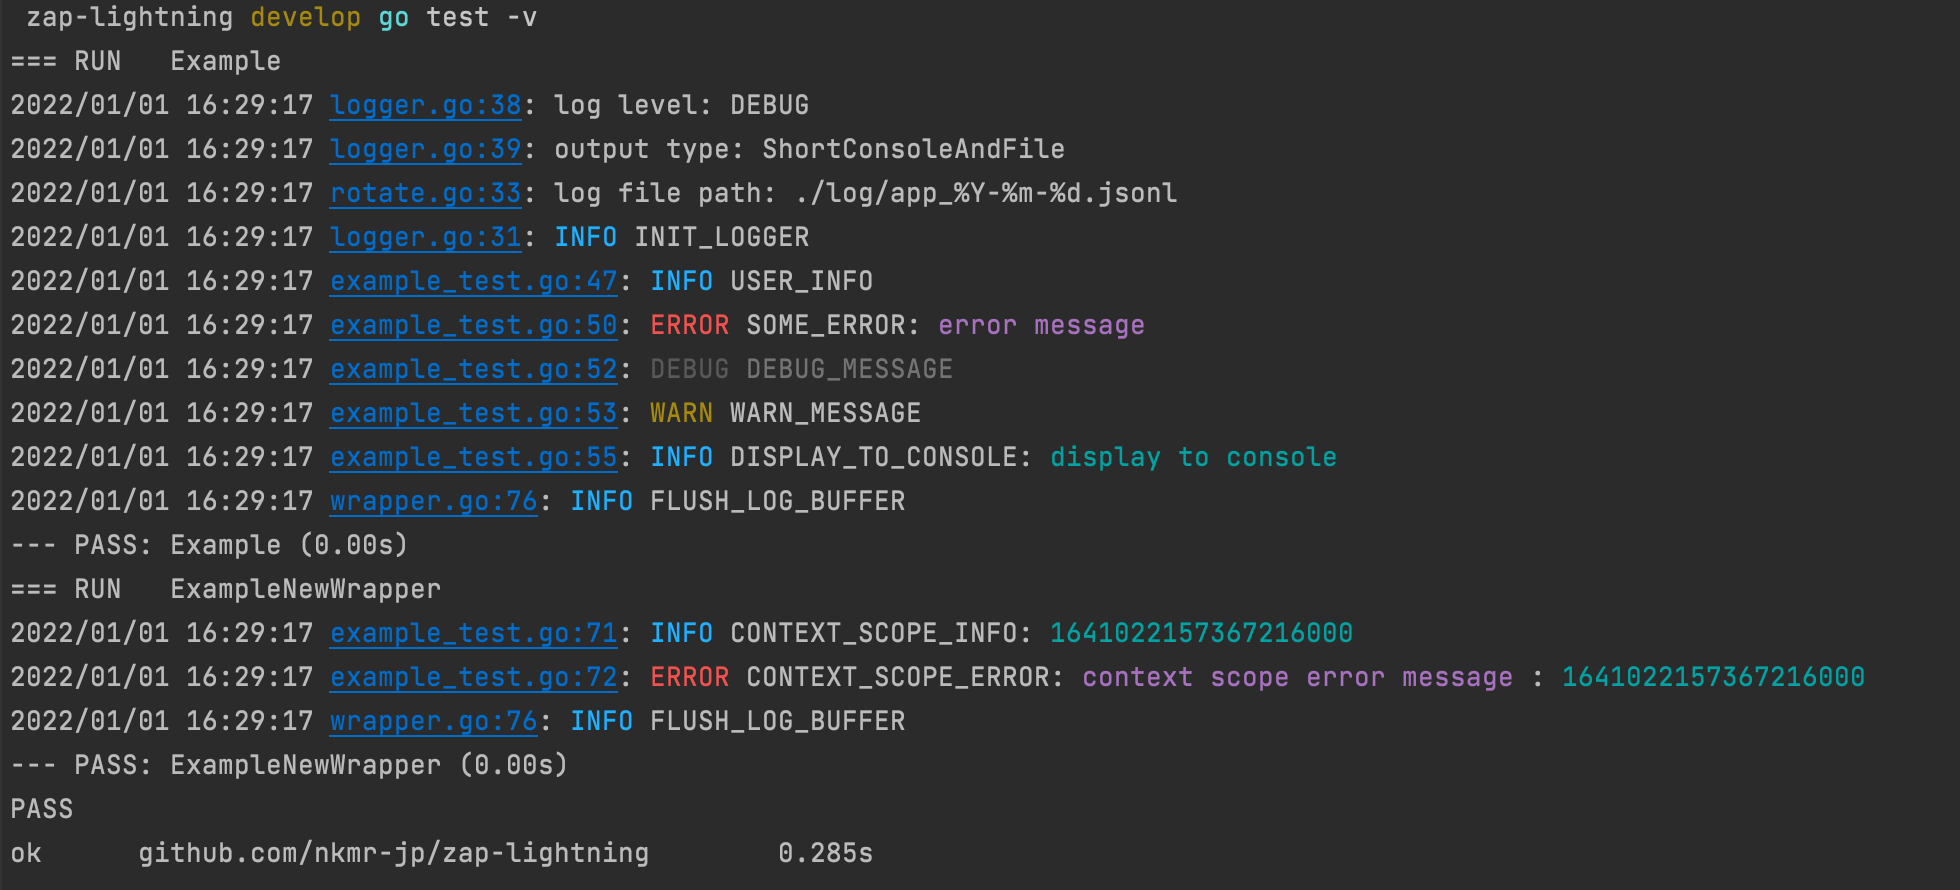 zap-lightning develop go test -v
=== RUN   Example
2022/01/01 16:29:17 logger.go:38: log level: DEBUG
2022/01/01 16:29:17 logger.go:39: output type: ShortConsoleAndFile
2022/01/01 16:29:17 rotate.go:33: log file path: ./log/app_%Y-%m-%d.jsonl
2022/01/01 16:29:17 logger.go:31: INFO INIT_LOGGER
2022/01/01 16:29:17 example_test.go:47: INFO USER_INFO
2022/01/01 16:29:17 example_test.go:50: ERROR SOME_ERROR: error message
2022/01/01 16:29:17 example_test.go:52: DEBUG DEBUG_MESSAGE
2022/01/01 16:29:17 example_test.go:53: WARN WARN_MESSAGE
2022/01/01 16:29:17 example_test.go:55: INFO DISPLAY_TO_CONSOLE: display to console
2022/01/01 16:29:17 wrapper.go:76: INFO FLUSH_LOG_BUFFER
--- PASS: Example (0.00s)
=== RUN   ExampleNewWrapper
2022/01/01 16:29:17 example_test.go:71: INFO CONTEXT_SCOPE_INFO: 1641022157367216000
2022/01/01 16:29:17 example_test.go:72: ERROR CONTEXT_SCOPE_ERROR: context scope error message : 1641022157367216000
2022/01/01 16:29:17 wrapper.go:76: INFO FLUSH_LOG_BUFFER
--- PASS: ExampleNewWrapper (0.00s)
PASS
ok      github.com/nkmr-jp/zap-lightning        0.285s